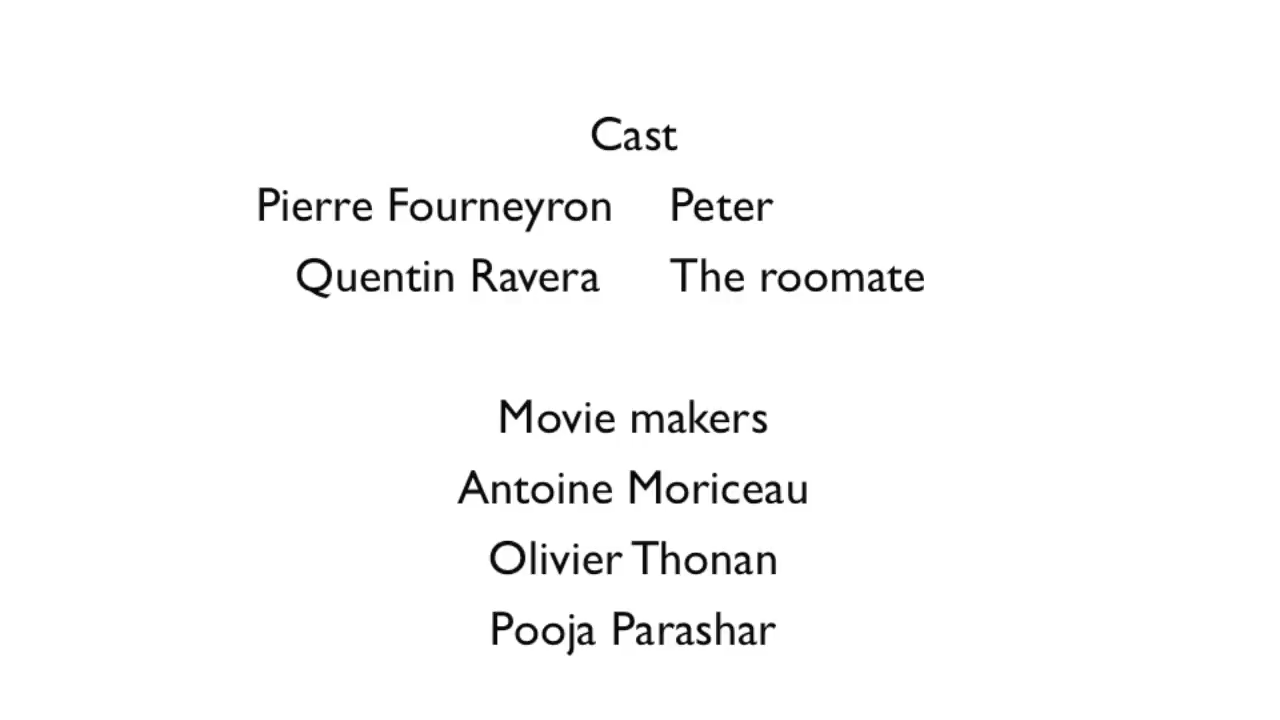 Cast
Pierre Fourneyron Peter
Quentin Ravera The roomate
Movie makers
Antoine Moriceau
Olivier Thonan
Pooja Parashar